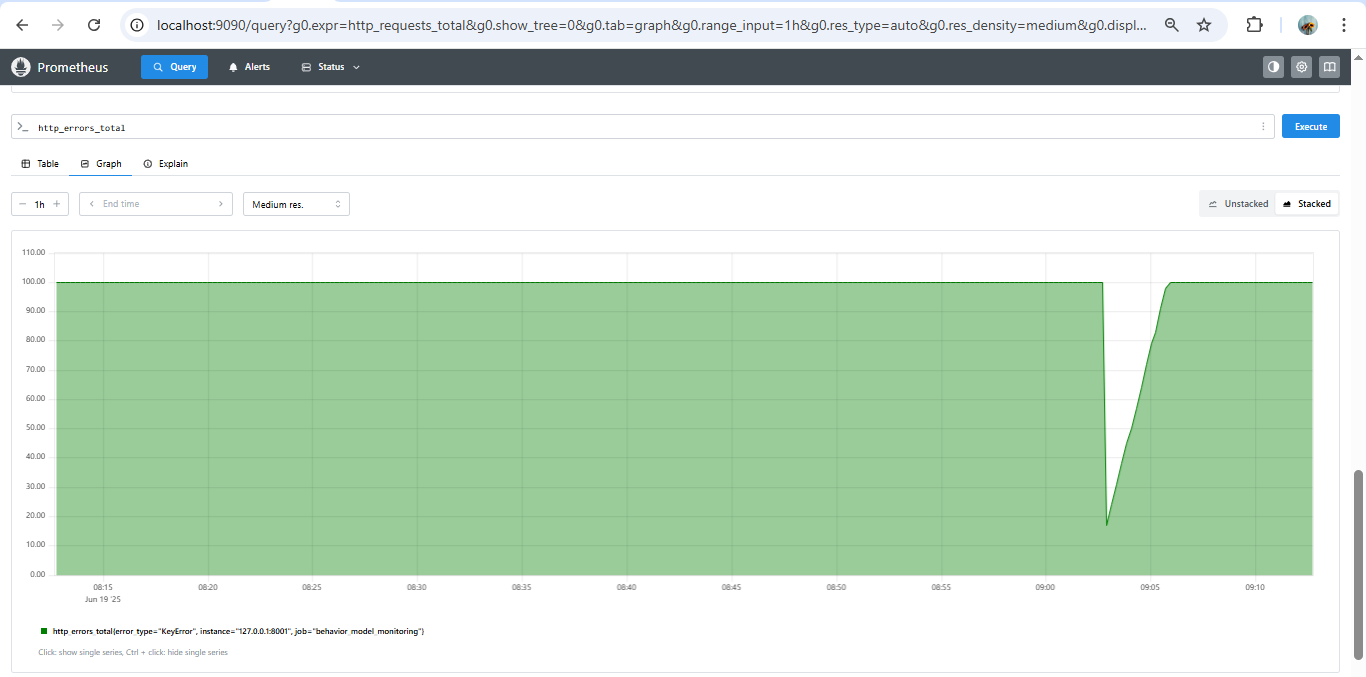 localhost:9090/query?g0.expr=http_requests_total&g0.show_tree=0&g0.tab=graph&g0.range_input=1h&g0.res_type=auto&g0.res_density=medium&g0.displ...
Prometheus Query Alerts Status
http_errors_total Execute
Table Graph Explain
1h End time Medium res. Unstacked Stacked
110.00
100.00
90.00
80.00
70.00
60.00
50.00
40.00
30.00
20.00
10.00
0.00
08:15 08:20 08:25 08:30 08:35 08:40 08:45 08:50 08:55 09:00 09:05 09:10
Jun 19 '25
http_errors_total{error_type="KeyError", instance="127.0.0.1:8001", job="behavior_model_monitoring"}
Click: show single series, Ctrl + click: hide single series